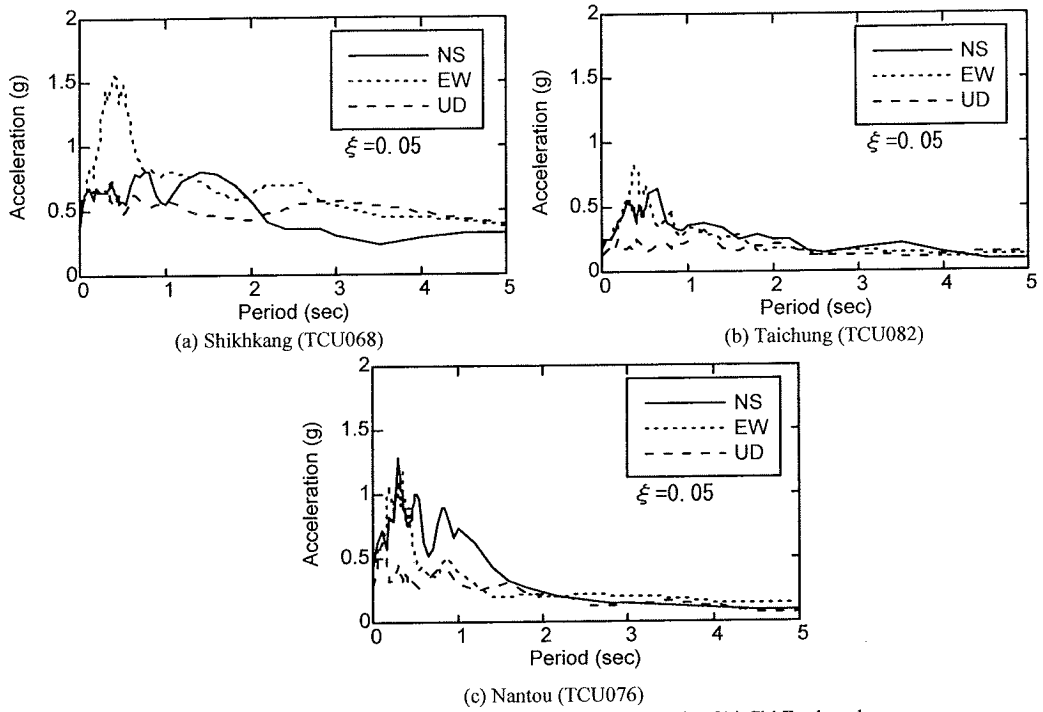 2
1.5
1
0.5
0
Acceleration (g)
NS
EW
UD
ξ =0. 05
0 1 2 3 4 5
Period (sec)
(a) Shikhkang (TCU068)
2
1.5
1
0.5
0
Acceleration (g)
NS
EW
UD
ξ =0. 05
0 1 2 3 4 5
Period (sec)
(b) Taichung (TCU082)
2
1.5
1
0.5
0
Acceleration (g)
NS
EW
UD
ξ =0. 05
0 1 2 3 4 5
Period (sec)
(c) Nantou (TCU076)